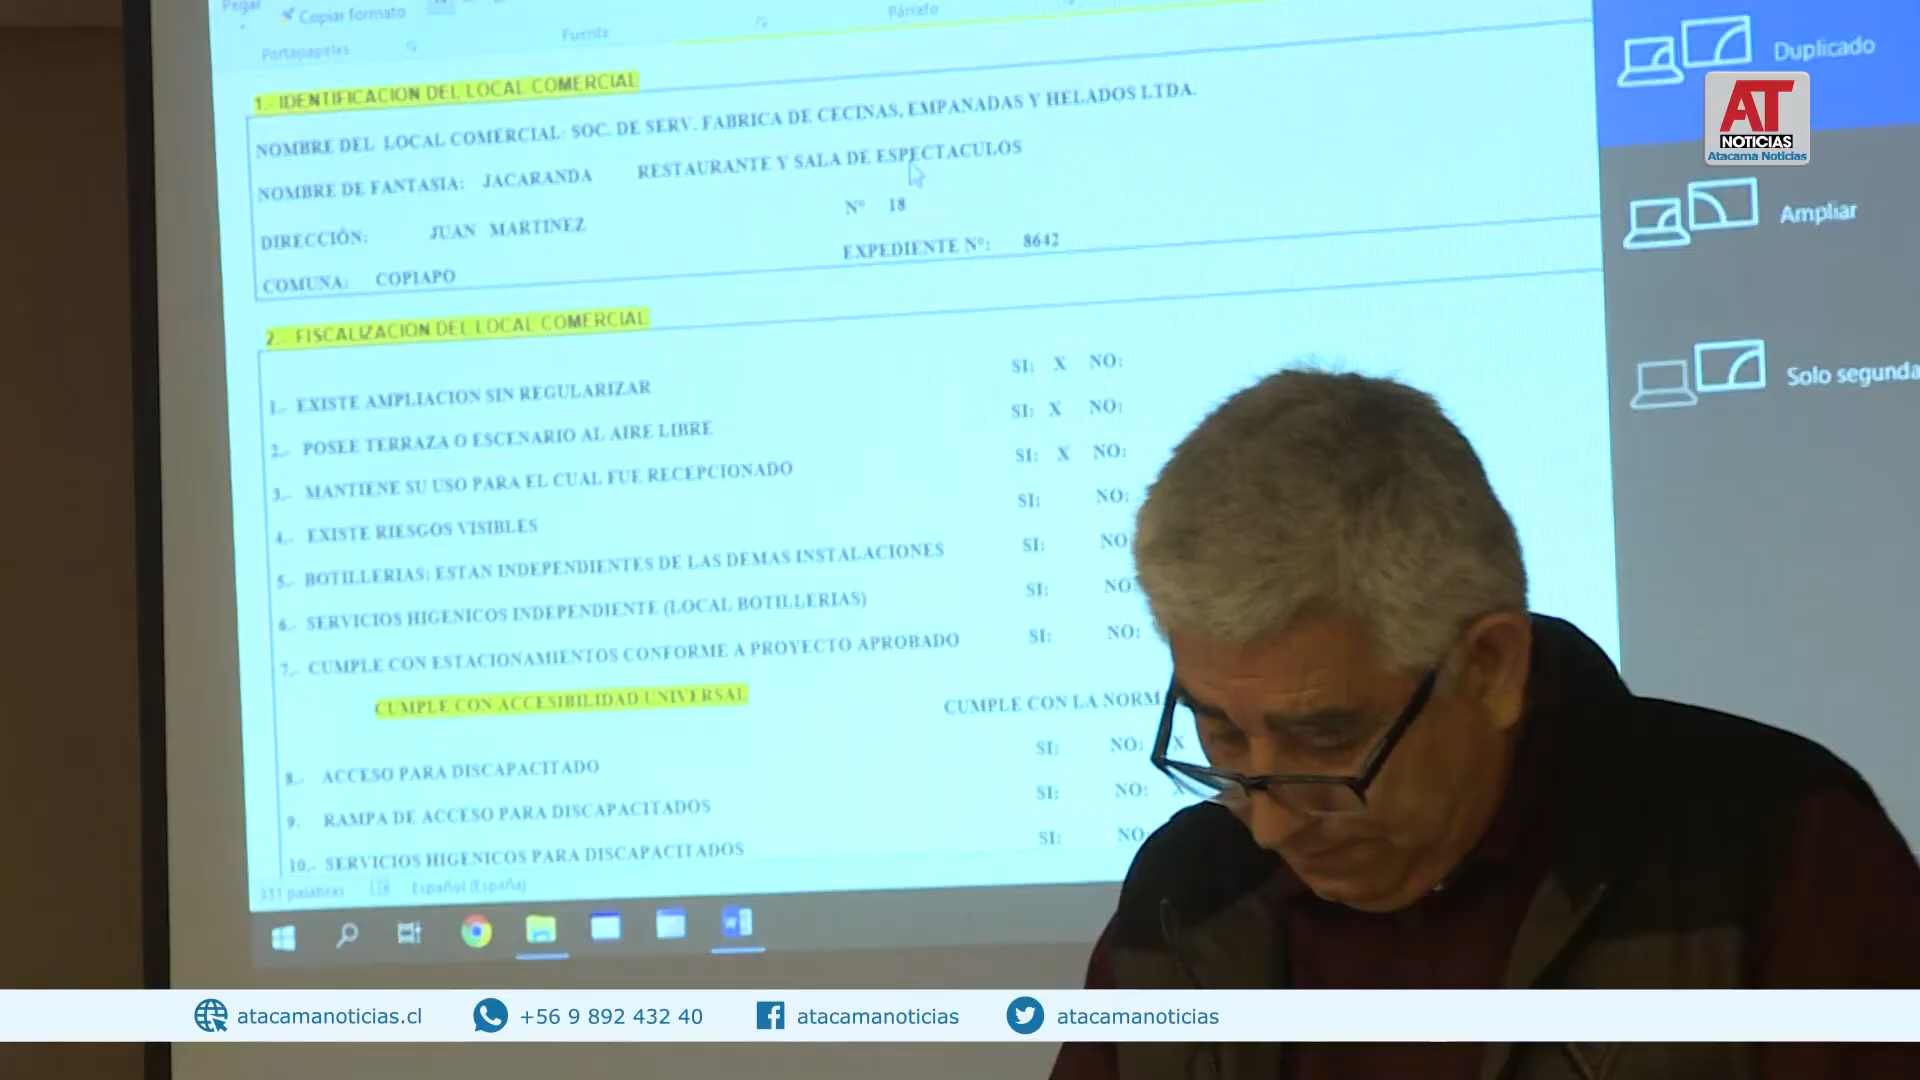 Pegar
Copiar formato
Portapapeles
Fuente
Párrafo
1.- IDENTIFICACION DEL LOCAL COMERCIAL
NOMBRE DEL LOCAL COMERCIAL: SOC. DE SERV. FABRICA DE CECINAS, EMPANADAS Y HELADOS LTDA.
NOMBRE DE FANTASIA: JACARANDA RESTAURANTE Y SALA DE ESPECTACULOS
DIRECCIÓN: JUAN MARTINEZ Nº 18
COMUNA: COPIAPO EXPEDIENTE Nº: 8642
2. FISCALIZACION DEL LOCAL COMERCIAL
1.- EXISTE AMPLIACION SIN REGULARIZAR SI: X NO:
2.- POSEE TERRAZA O ESCENARIO AL AIRE LIBRE SI: X NO:
3.- MANTIENE SU USO PARA EL CUAL FUE RECEPCIONADO SI: X NO:
4.- EXISTE RIESGOS VISIBLES SI: NO:
5.- BOTILLERIAS: ESTAN INDEPENDIENTES DE LAS DEMAS INSTALACIONES SI: NO
6.- SERVICIOS HIGENICOS INDEPENDIENTE (LOCAL BOTILLERIAS) SI: NO
7.- CUMPLE CON ESTACIONAMIENTOS CONFORME A PROYECTO APROBADO SI: NO:
CUMPLE CON ACCESIBILIDAD UNIVERSAL CUMPLE CON LA NORMA
8.- ACCESO PARA DISCAPACITADO SI: NO: X
9. RAMPA DE ACCESO PARA DISCAPACITADOS SI: NO: X
10.- SERVICIOS HIGENICOS PARA DISCAPACITADOS SI: NO
331 palabras Español (España)
Duplicado
Ampliar
Solo segunda
AT
NOTICIAS
Atacama Noticias
atacamanoticias.cl +56 9 892 432 40 atacamanoticias atacamanoticias